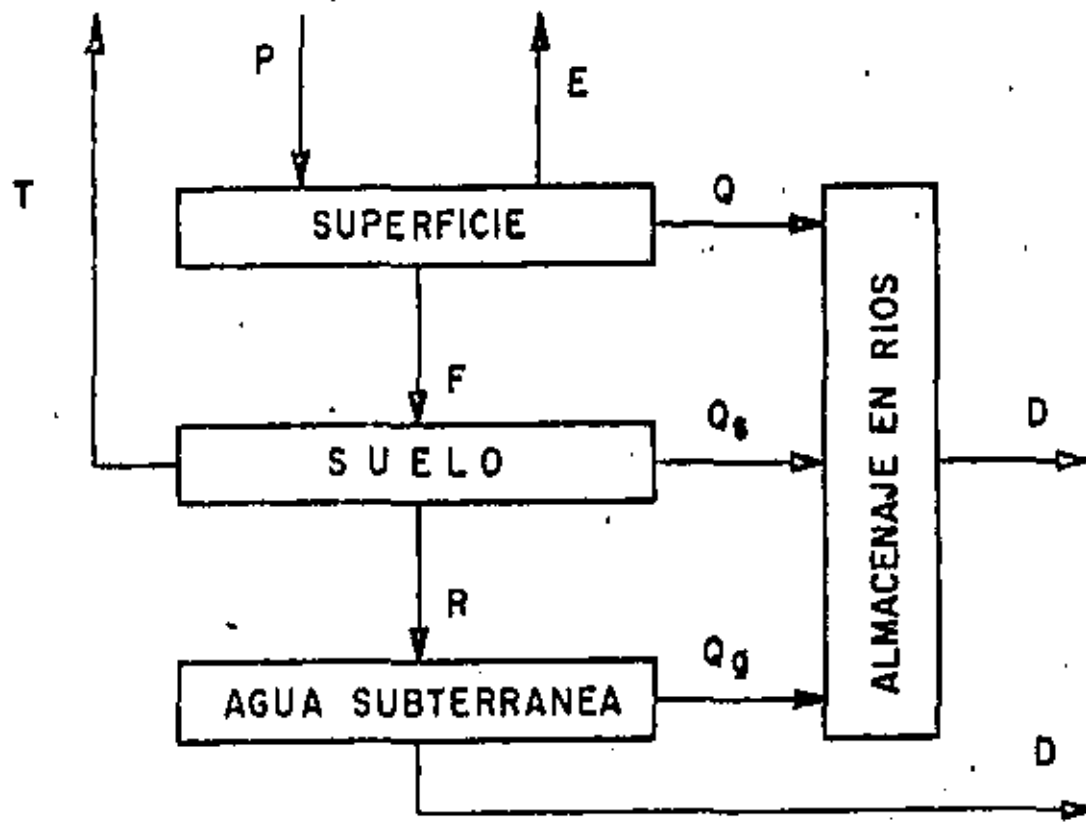 P
E
T
Q
SUPERFICIE
F
Qs
SUELO
D
ALMACENAJE EN RIOS
R
Qg
AGUA SUBTERRANEA
D